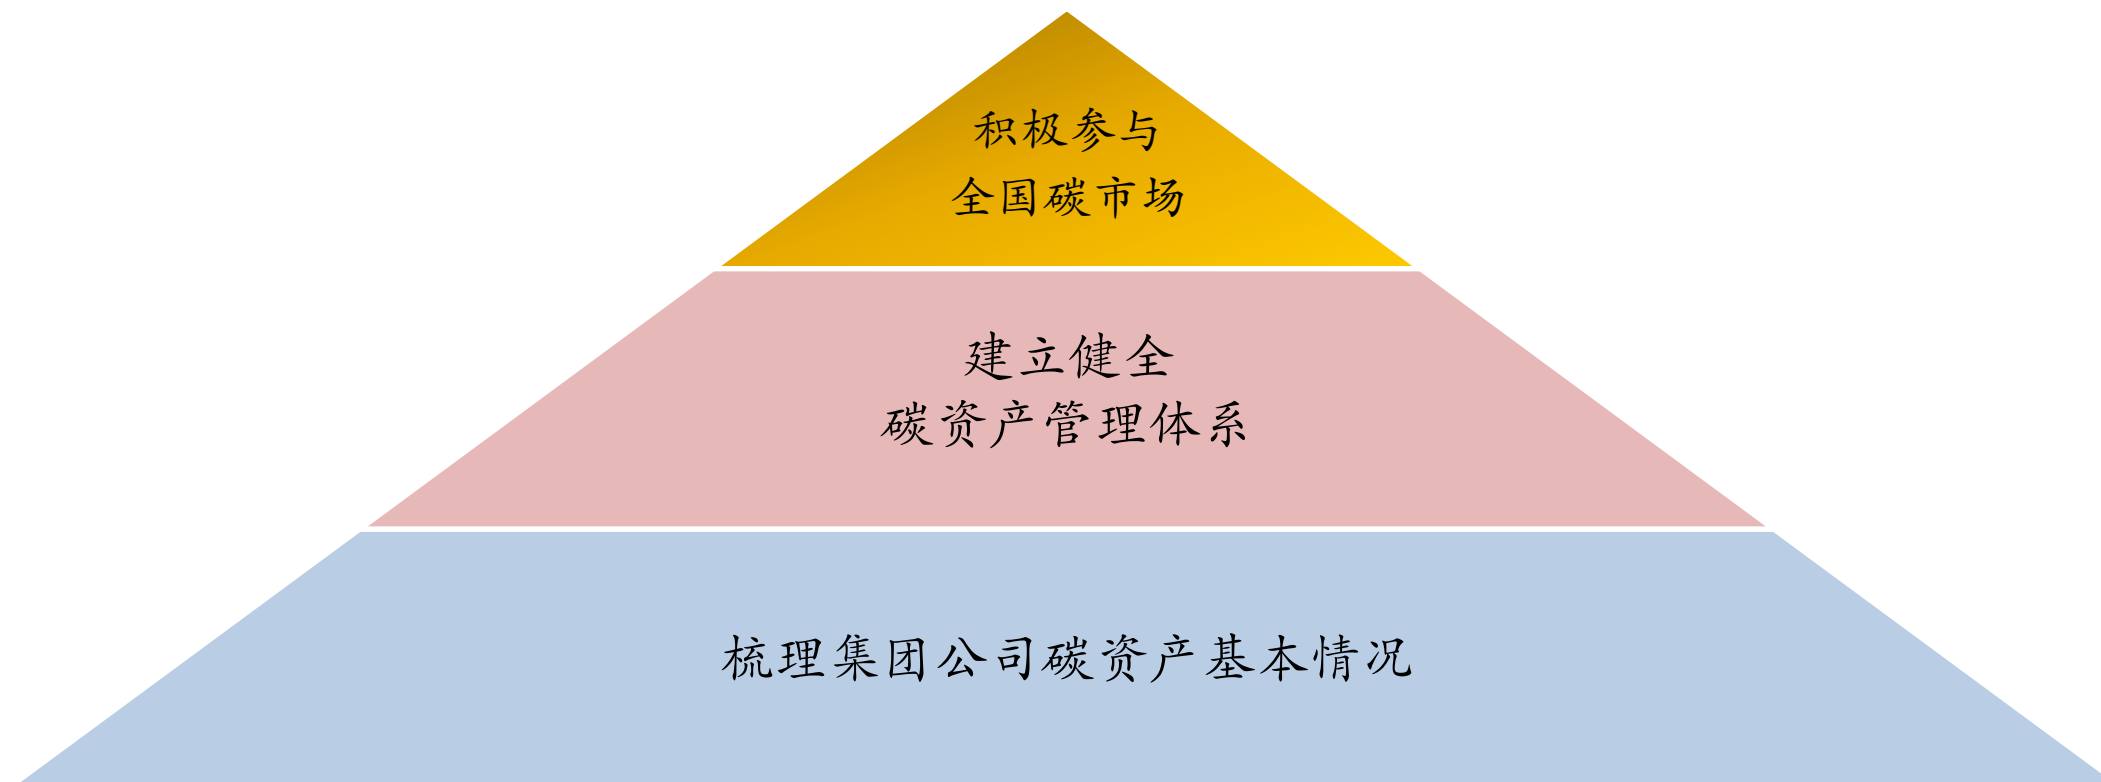 积极参与
全国碳市场
建立健全
碳资产管理体系
梳理集团公司碳资产基本情况